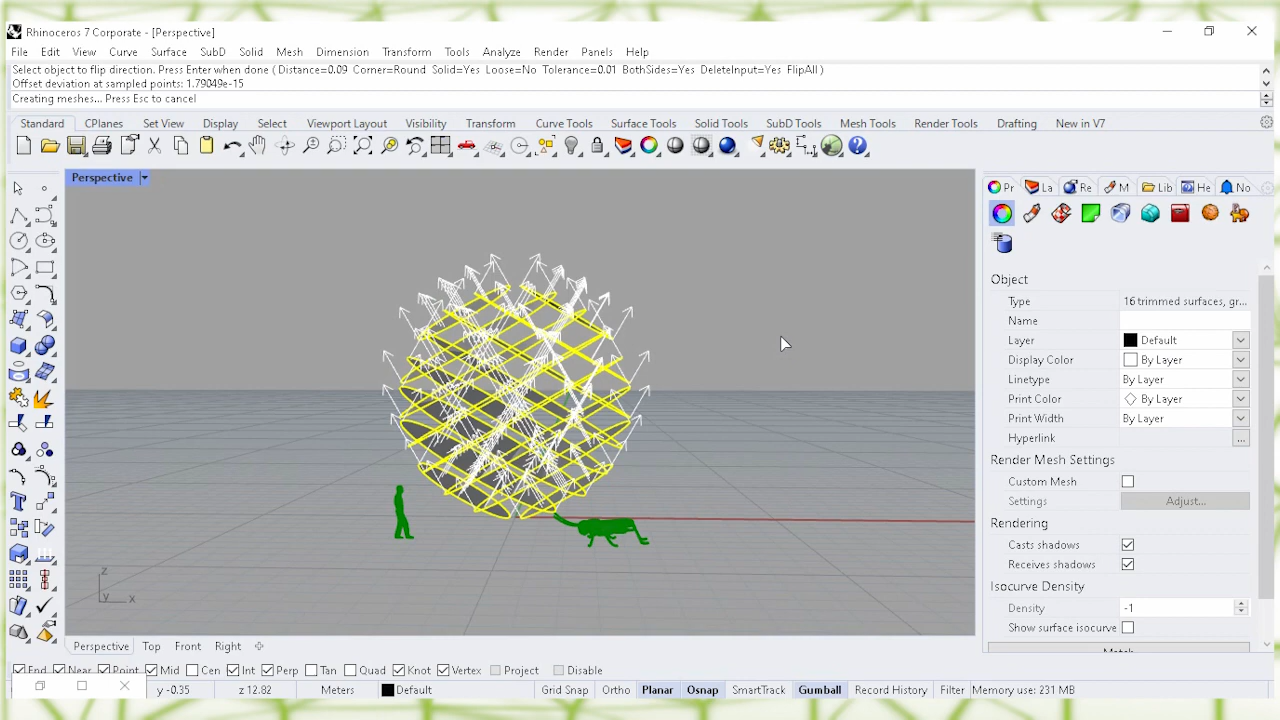 Rhinoceros 7 Corporate - [Perspective]
File Edit View Curve Surface SubD Solid Mesh Dimension Transform Tools Analyze Render Panels Help
Select object to flip direction. Press Enter when done ( Distance=0.09 Corner=Round Solid=Yes Loose=No Tolerance=0.01 BothSides=Yes DeleteInput=Yes FlipAll )
Offset deviation at sampled points: 1.79049e-15
Creating meshes... Press Esc to cancel
Standard CPlanes Set View Display Select Viewport Layout Visibility Transform Curve Tools Surface Tools Solid Tools SubD Tools Mesh Tools Render Tools Drafting New in V7
Perspective
Pr La Re M Lib He No
Object
Type 16 trimmed surfaces, gr...
Name
Layer Default
Display Color By Layer
Linetype By Layer
Print Color By Layer
Print Width By Layer
Hyperlink ...
Render Mesh Settings
Custom Mesh
Settings Adjust...
Rendering
Casts shadows
Receives shadows
Isocurve Density
Density -1
Show surface isocurve
z
y x
Perspective Top Front Right
End Near Point Mid Cen Int Perp Tan Quad Knot Vertex Project Disable
y -0.35 z 12.82 Meters Default Grid Snap Ortho Planar Osnap SmartTrack Gumball Record History Filter Memory use: 231 MB